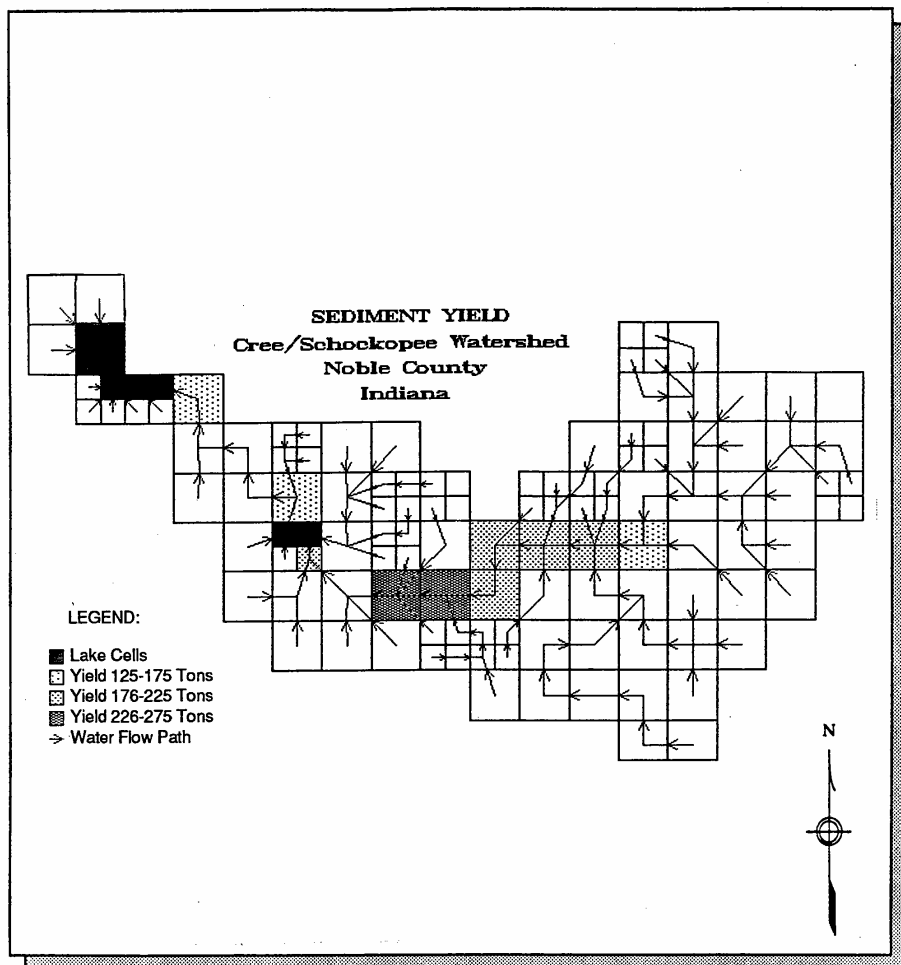 SEDIMENT YIELD
Cree/Schockopee Watershed
Noble County
Indiana
LEGEND:
Lake Cells
Yield 125-175 Tons
Yield 176-225 Tons
Yield 226-275 Tons
Water Flow Path
N